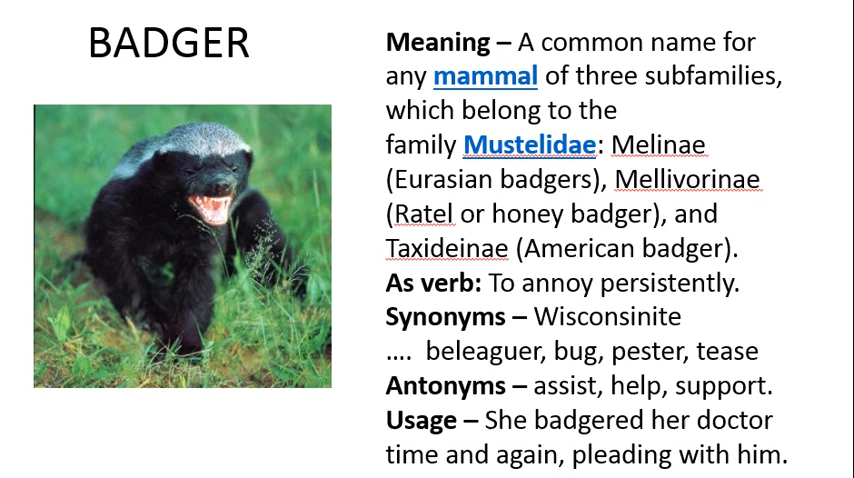 BADGER
Meaning – A common name for
any mammal of three subfamilies,
which belong to the
family Mustelidae: Melinae
(Eurasian badgers), Mellivorinae
(Ratel or honey badger), and
Taxideinae (American badger).
As verb: To annoy persistently.
Synonyms – Wisconsinite
.... beleaguer, bug, pester, tease
Antonyms – assist, help, support.
Usage – She badgered her doctor
time and again, pleading with him.